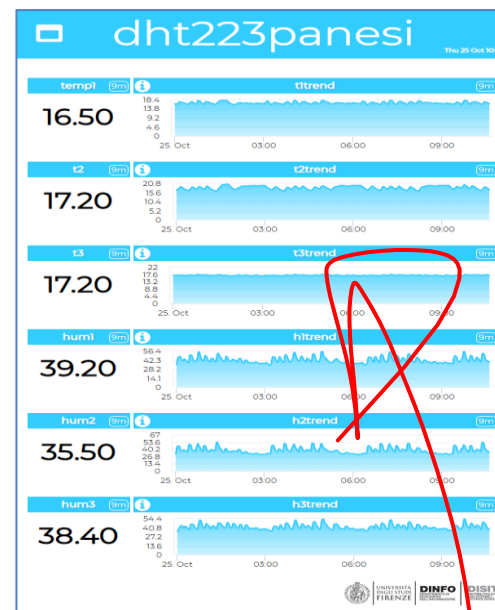 dht223panesi
Thu 25 Oct 10:
temp1 9m i t1trend 9m
16.50
18.4
13.8
9.2
4.6
0
25. Oct 03:00 06:00 09:00
t2 9m i t2trend 9m
17.20
20.8
15.6
10.4
5.2
0
25. Oct 03:00 06:00 09:00
t3 9m i t3trend 9m
17.20
22
17.6
13.2
8.8
4.4
0
25. Oct 03:00 06:00 09:00
hum1 9m i h1trend 9m
39.20
56.4
42.3
28.2
14.1
0
25. Oct 03:00 06:00 09:00
hum2 9m i h2trend 9m
35.50
67
53.6
40.2
26.8
13.4
0
25. Oct 03:00 06:00 09:00
hum3 9m i h3trend 9m
38.40
54.4
40.8
27.2
13.6
0
25. Oct 03:00 06:00 09:00
UNIVERSITÀ
DEGLI STUDI
FIRENZE
DINFO
DISIT